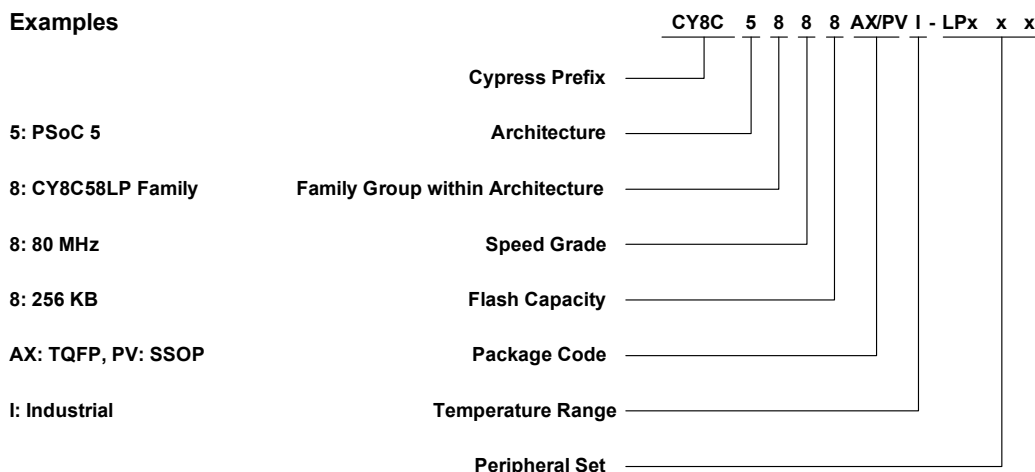 Examples
CY8C 5 8 8 8 AX/PV I - LPx x x
Cypress Prefix
5: PSoC 5 Architecture
8: CY8C58LP Family Family Group within Architecture
8: 80 MHz Speed Grade
8: 256 KB Flash Capacity
AX: TQFP, PV: SSOP Package Code
I: Industrial Temperature Range
Peripheral Set